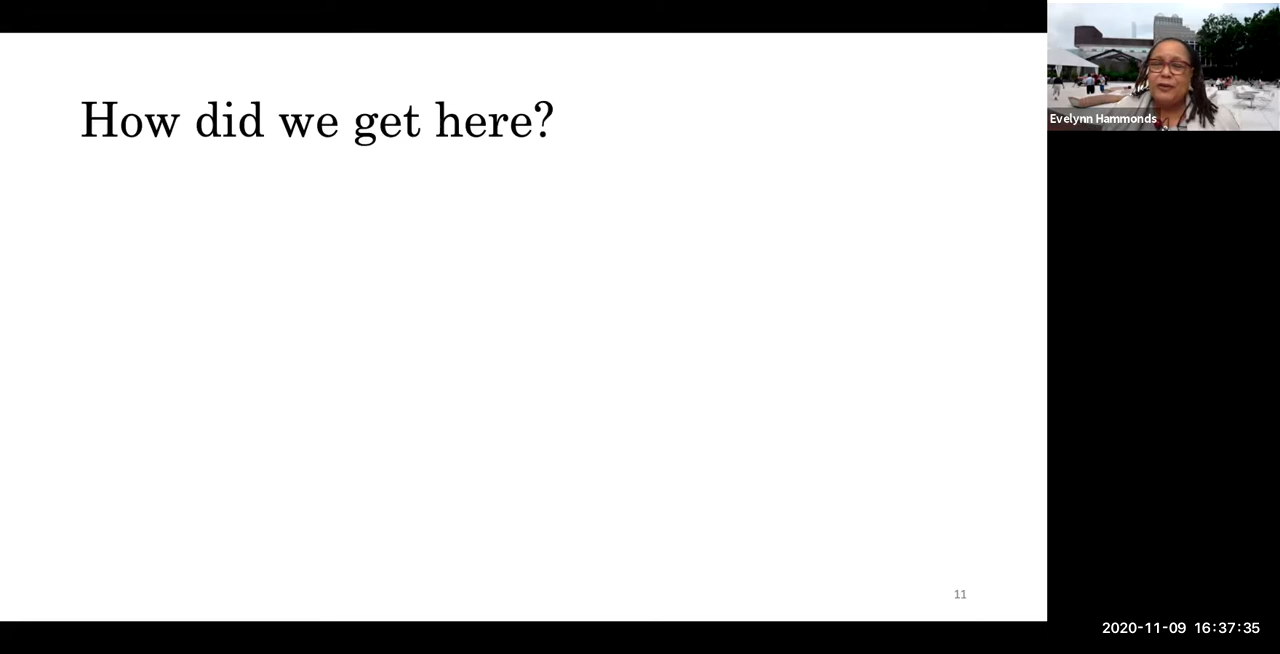 How did we get here?
Evelynn Hammonds
11
2020-11-09 16:37:35